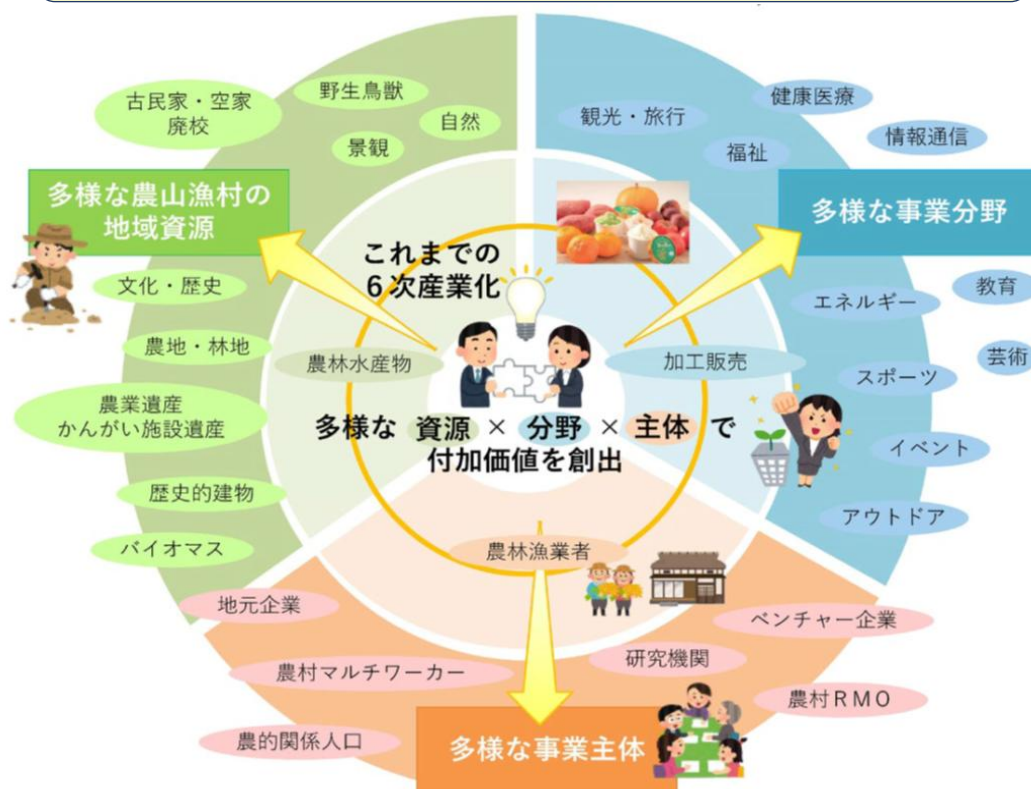 古民家・空家
廃校
野生鳥獣
自然
景観
多様な農山漁村の
地域資源
文化・歴史
農地・林地
農業遺産
かんがい施設遺産
歴史的建物
バイオマス
観光・旅行
健康医療
福祉
情報通信
多様な事業分野
エネルギー
教育
スポーツ
芸術
イベント
アウトドア
これまでの
6次産業化
農林水産物
加工販売
多様な 資源 × 分野 × 主体 で
付加価値を創出
農林漁業者
地元企業
ベンチャー企業
農村マルチワーカー
研究機関
農的関係人口
農村RMO
多様な事業主体